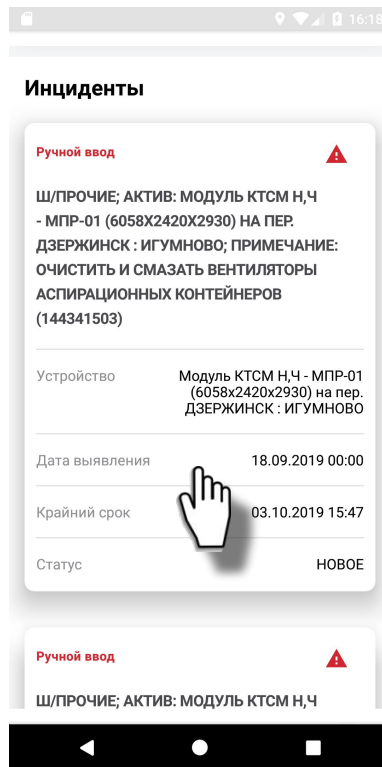 16:18
Инциденты
Ручной ввод
Ш/ПРОЧИЕ; АКТИВ: МОДУЛЬ КТСМ Н,Ч
- МПР-01 (6058Х2420Х2930) НА ПЕР.
ДЗЕРЖИНСК : ИГУМНОВО; ПРИМЕЧАНИЕ:
ОЧИСТИТЬ И СМАЗАТЬ ВЕНТИЛЯТОРЫ
АСПИРАЦИОННЫХ КОНТЕЙНЕРОВ
(144341503)
Устройство Модуль КТСМ Н,Ч - МПР-01
(6058х2420х2930) на пер.
ДЗЕРЖИНСК : ИГУМНОВО
Дата выявления 18.09.2019 00:00
Крайний срок 03.10.2019 15:47
Статус НОВОЕ
Ручной ввод
Ш/ПРОЧИЕ; АКТИВ: МОДУЛЬ КТСМ Н,Ч